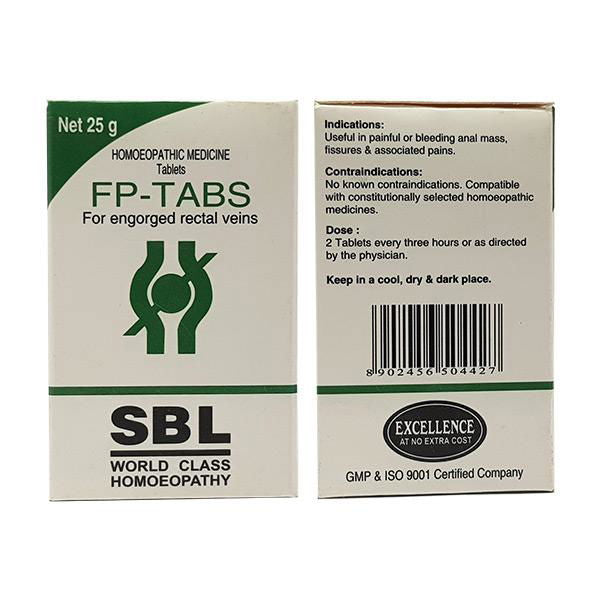 Net 25 g
HOMOEOPATHIC MEDICINE
Tablets
FP-TABS
For engorged rectal veins
SBL
WORLD CLASS
HOMOEOPATHY
Indications:
Useful in painful or bleeding anal mass,
fissures & associated pains.
Contraindications:
No known contraindications. Compatible
with constitutionally selected homoeopathic
medicines.
Dose :
2 Tablets every three hours or as directed
by the physician.
Keep in a cool, dry & dark place.
8 902456 504427
EXCELLENCE
AT NO EXTRA COST
GMP & ISO 9001 Certified Company